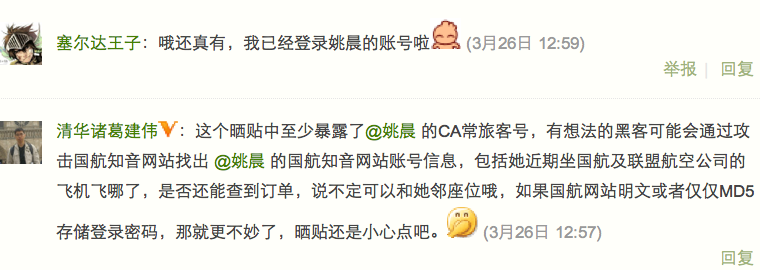 塞尔达王子：哦还真有，我已经登录姚晨的账号啦 (3月26日 12:59)
举报 | 回复
清华诸葛建伟V：这个晒贴中至少暴露了@姚晨 的CA常旅客号，有想法的黑客可能会通过攻
击国航知音网站找出 @姚晨 的国航知音网站账号信息，包括她近期坐国航及联盟航空公司的
飞机飞哪了，是否还能查到订单，说不定可以和她邻座位哦，如果国航网站明文或者仅仅MD5
存储登录密码，那就更不妙了，晒贴还是小心点吧。 (3月26日 12:57)
回复